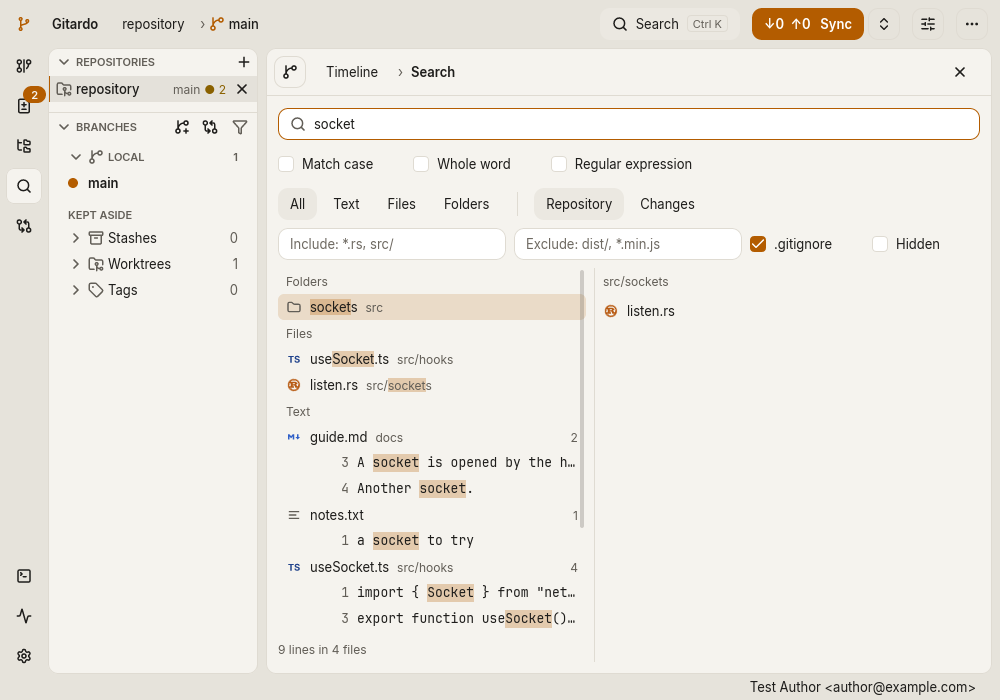 Gitardo repository › main Search Ctrl K ↓0 ↑0 Sync
2
REPOSITORIES
repository main 2
BRANCHES
LOCAL 1
main
KEPT ASIDE
Stashes 0
Worktrees 1
Tags 0
Timeline › Search
socket
Match case Whole word Regular expression
All Text Files Folders Repository Changes
Include: *.rs, src/ Exclude: dist/, *.min.js .gitignore Hidden
Folders
sockets src
Files
TS useSocket.ts src/hooks
listen.rs src/sockets
Text
M↓ guide.md docs 2
3 A socket is opened by the h…
4 Another socket.
notes.txt 1
1 a socket to try
TS useSocket.ts src/hooks 4
1 import { Socket } from "net…
3 export function useSocket()…
9 lines in 4 files
src/sockets
listen.rs
Test Author <author@example.com>